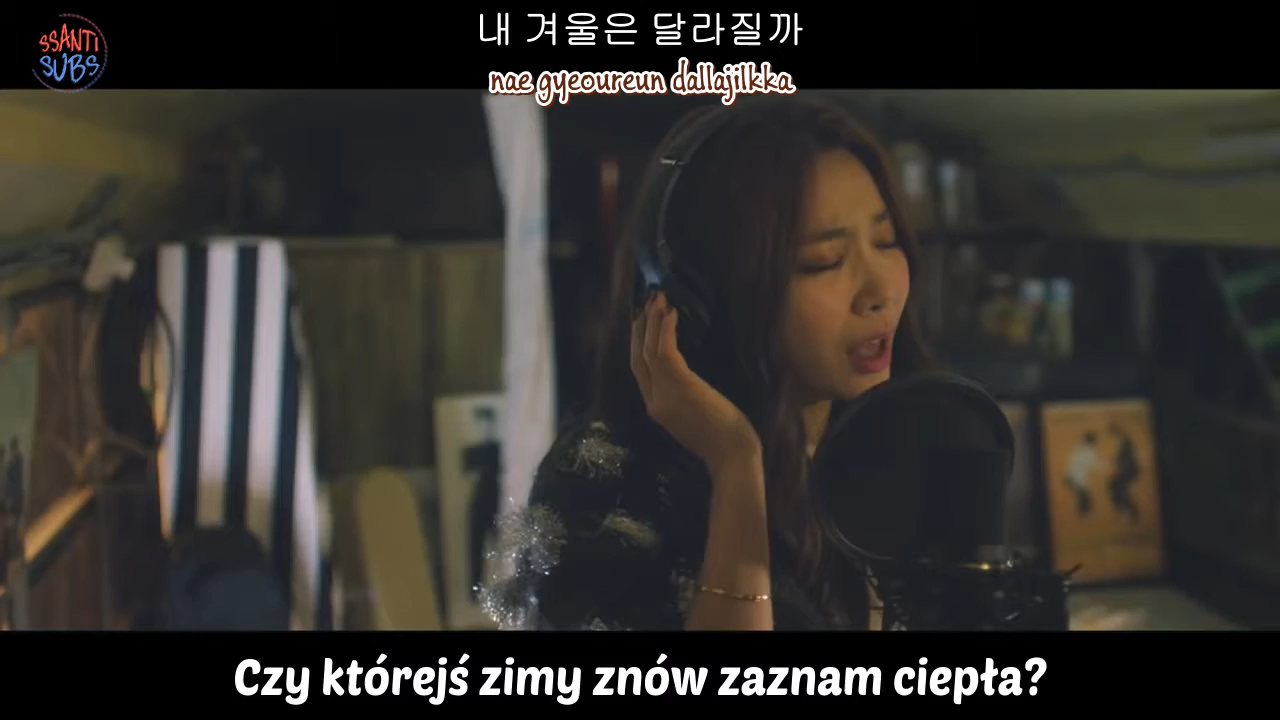 내 겨울은 달라질까
nae gyeoureun dallajilkka
SSANTI
SUBS
Czy którejś zimy znów zaznam ciepła?